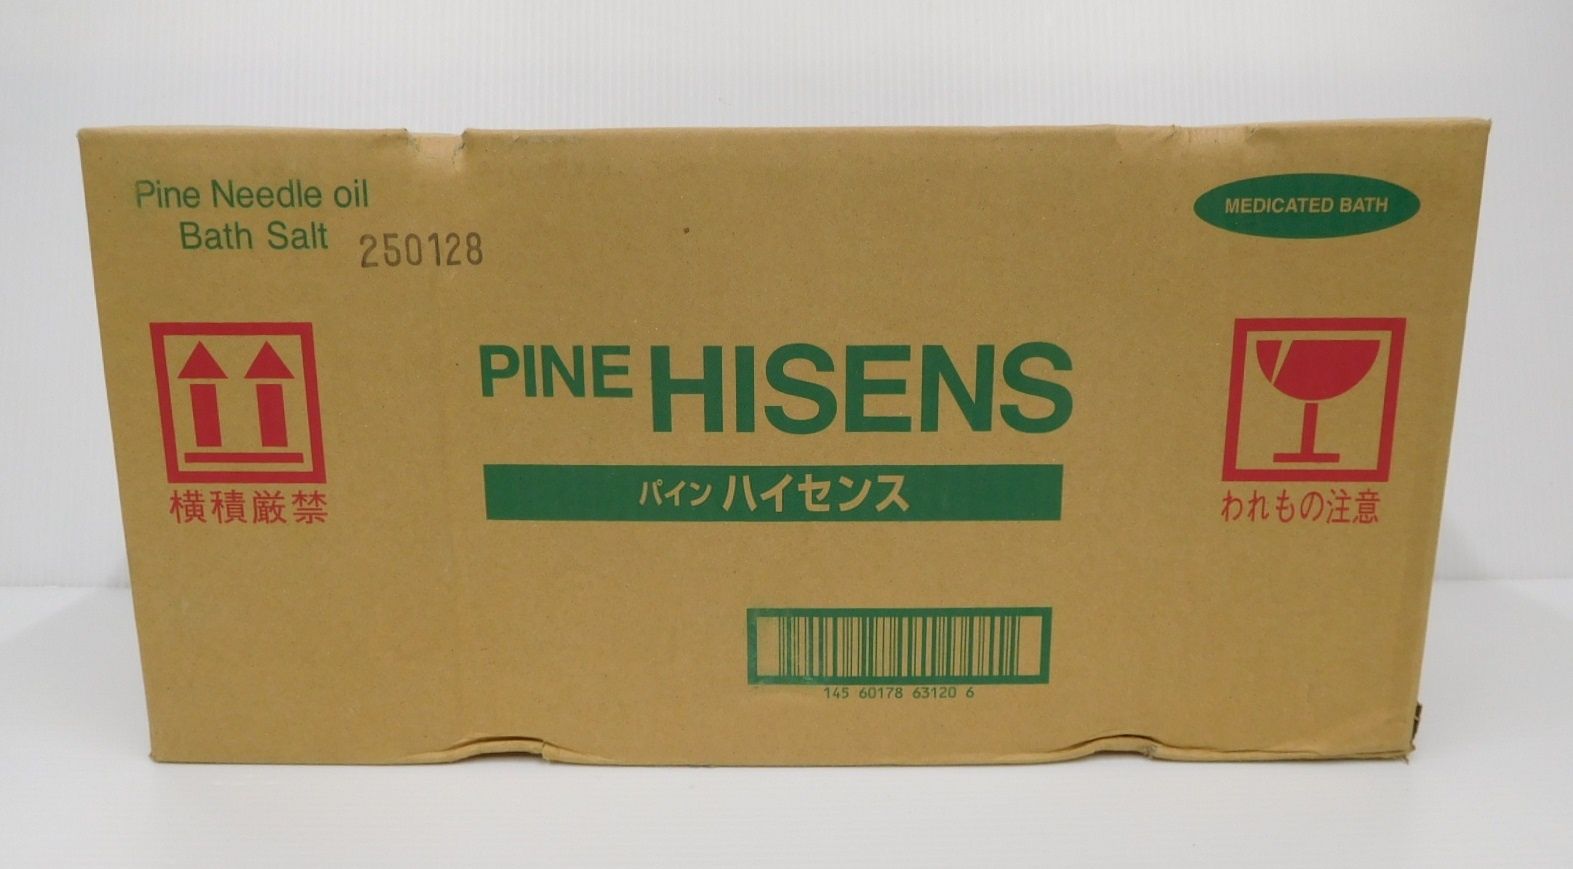 Pine Needle oil
Bath Salt
250128
MEDICATED BATH
PINE HISENS
パイン ハイセンス
横積厳禁
われもの注意
145 60178 63120 6